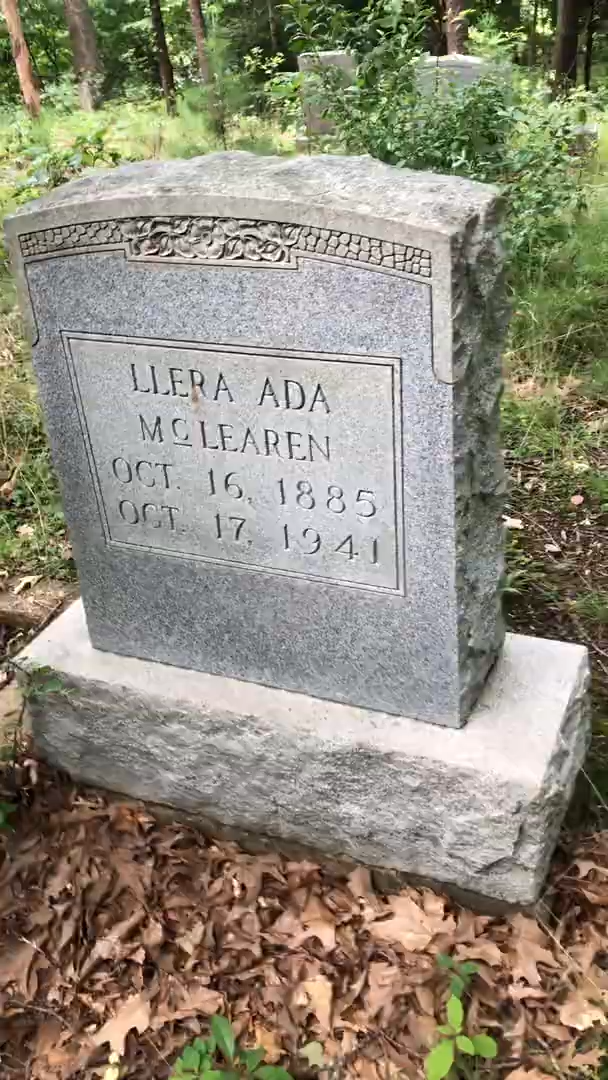 LLERA ADA
McLEAREN
OCT. 16, 1885
OCT. 17, 1941